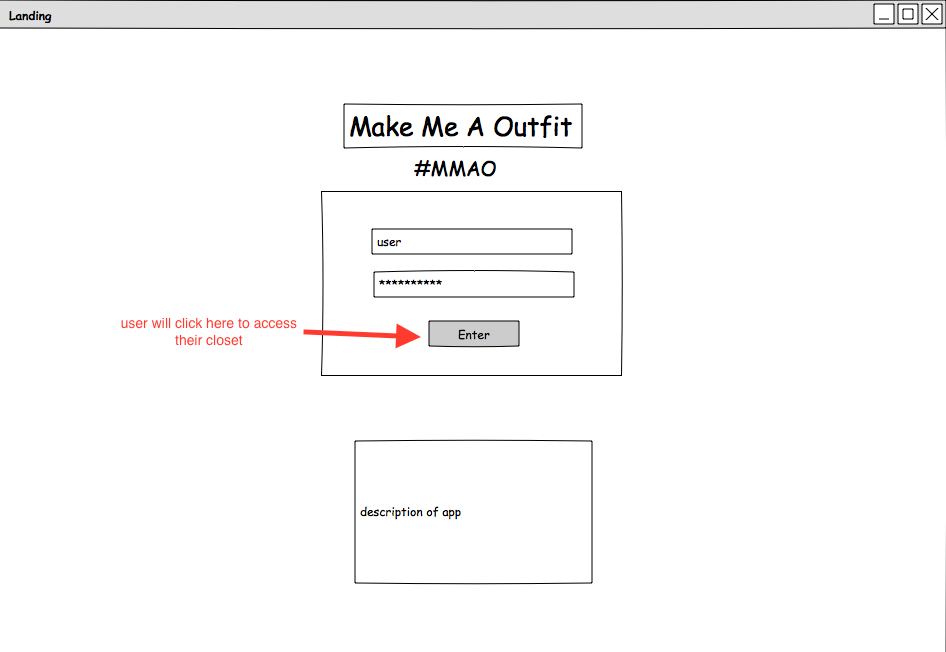 Landing
Make Me A Outfit
#MMAO
user
**********
user will click here to access
their closet
Enter
description of app